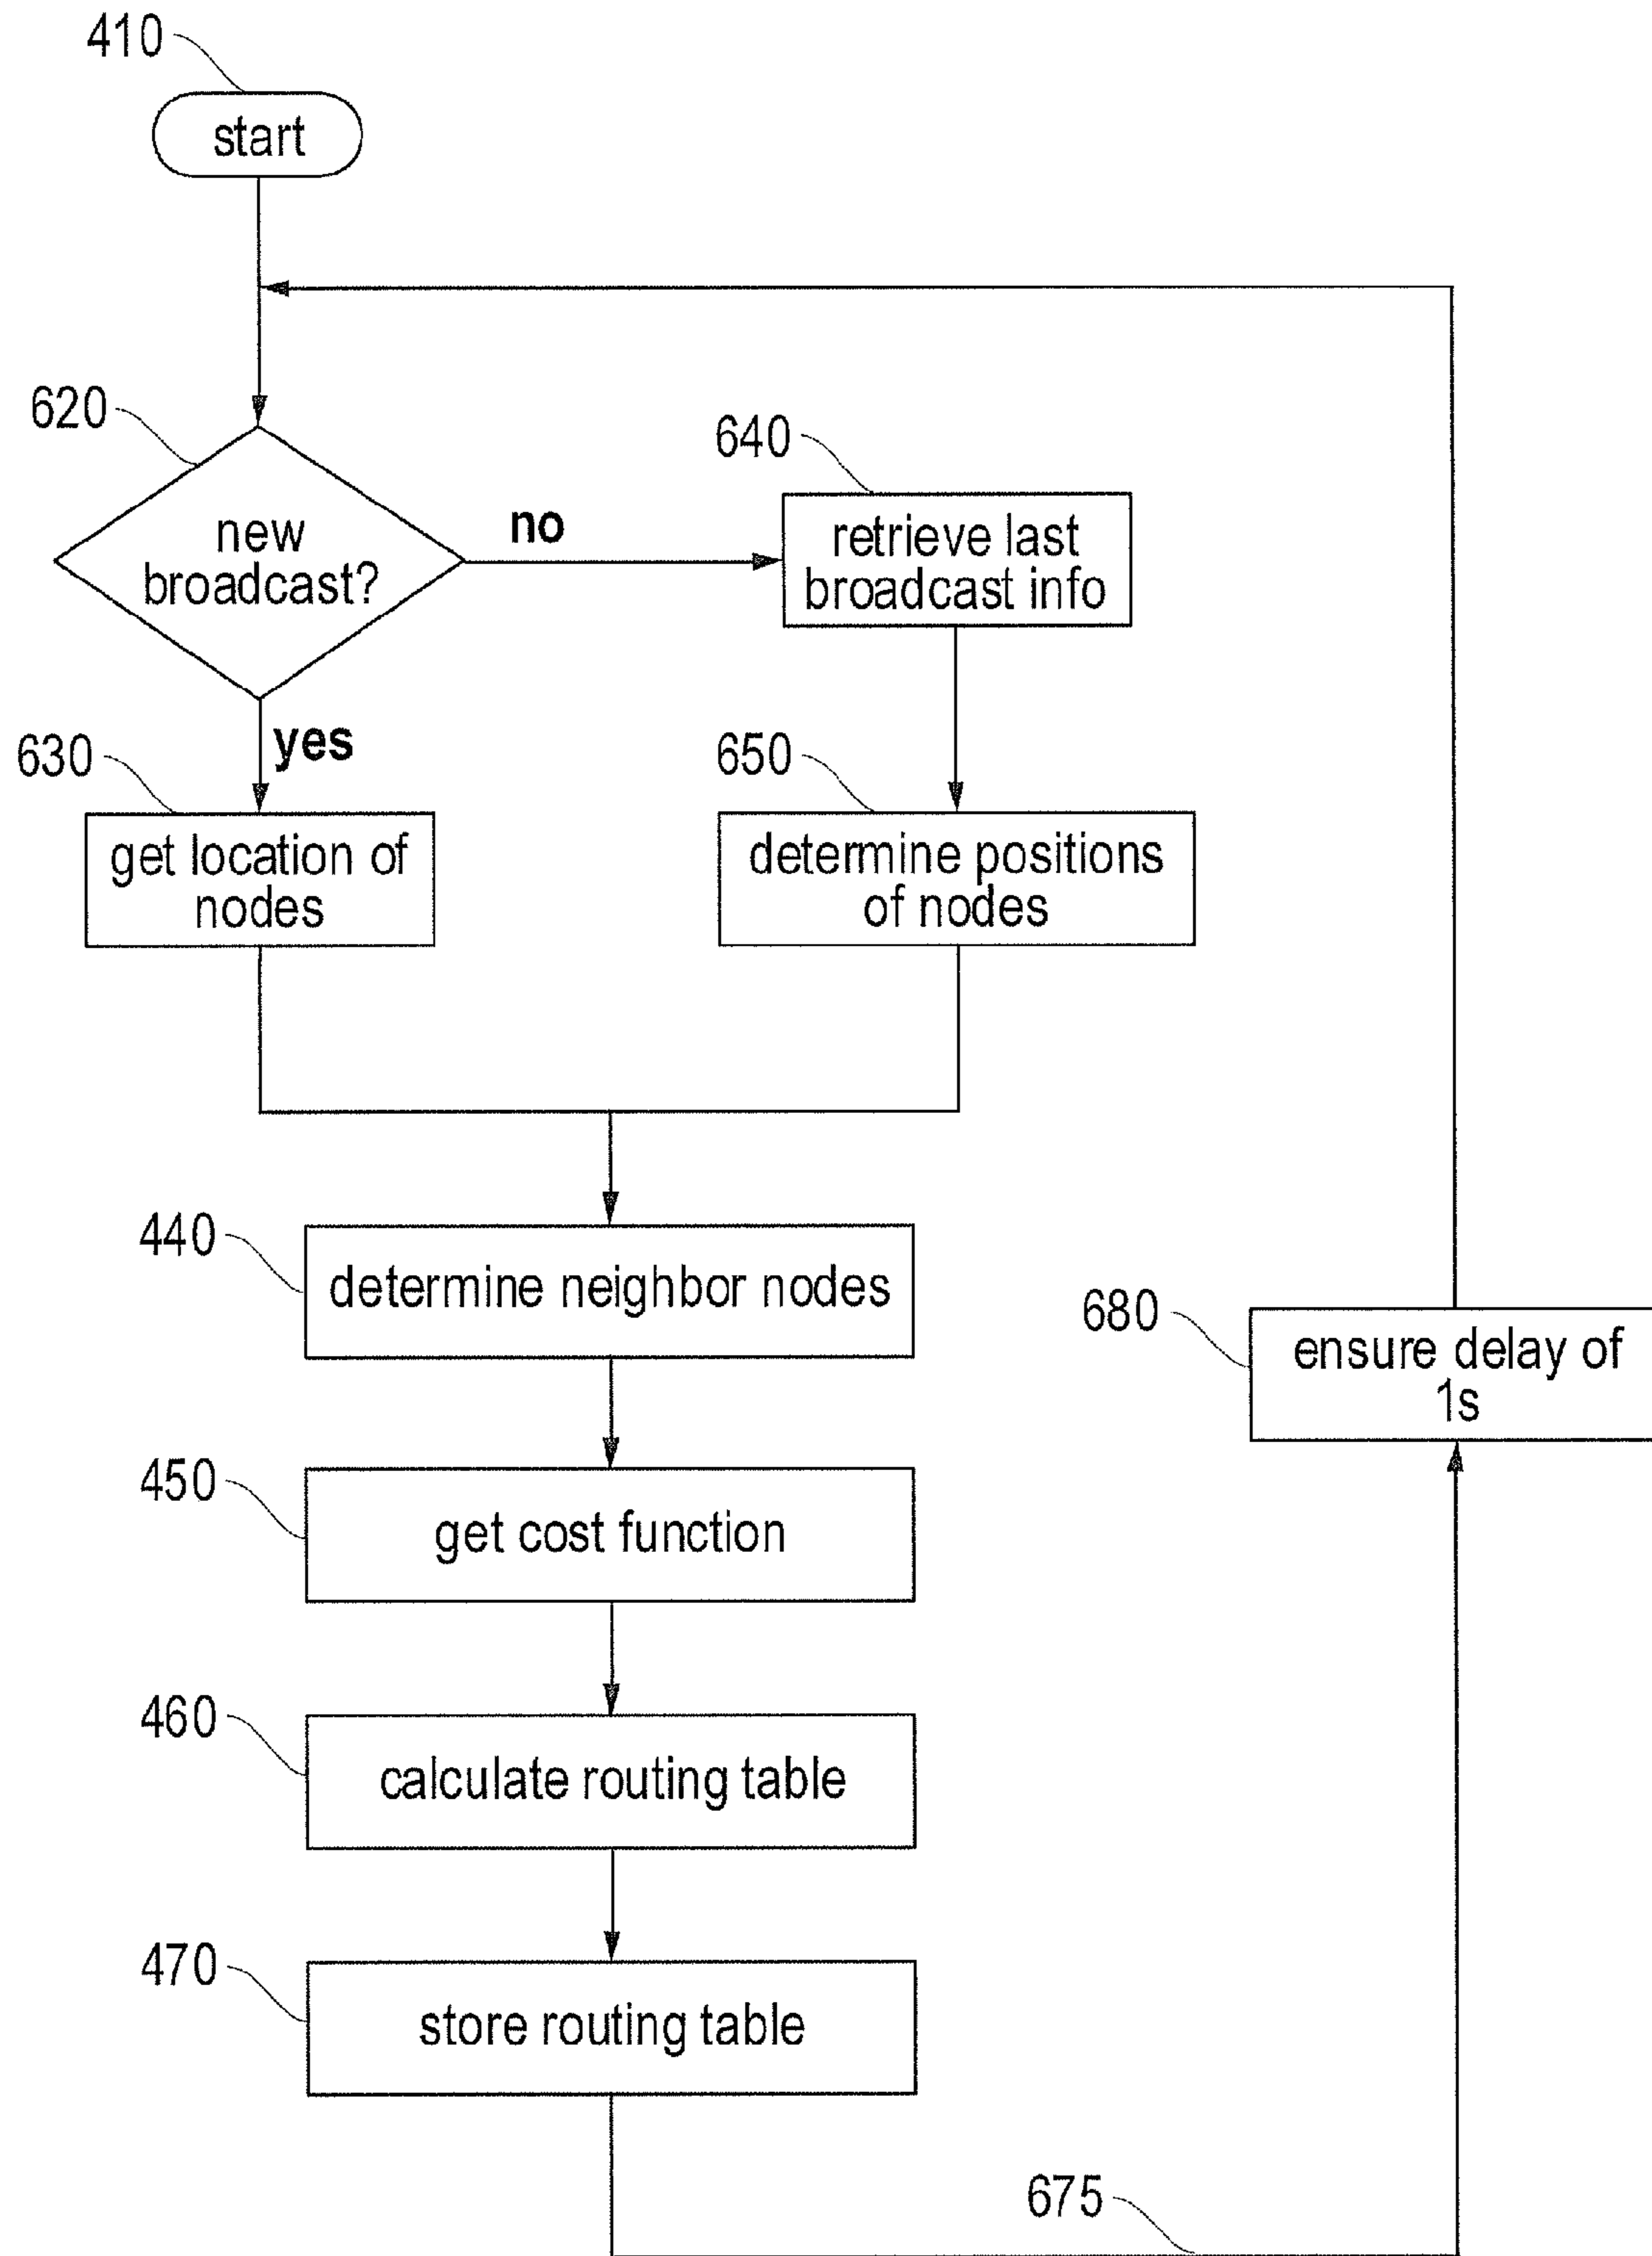 410
start
620
new
broadcast?
no
640
retrieve last
broadcast info
yes
630
get location of
nodes
650
determine positions
of nodes
440
determine neighbor nodes
680
ensure delay of
1s
450
get cost function
460
calculate routing table
470
store routing table
675